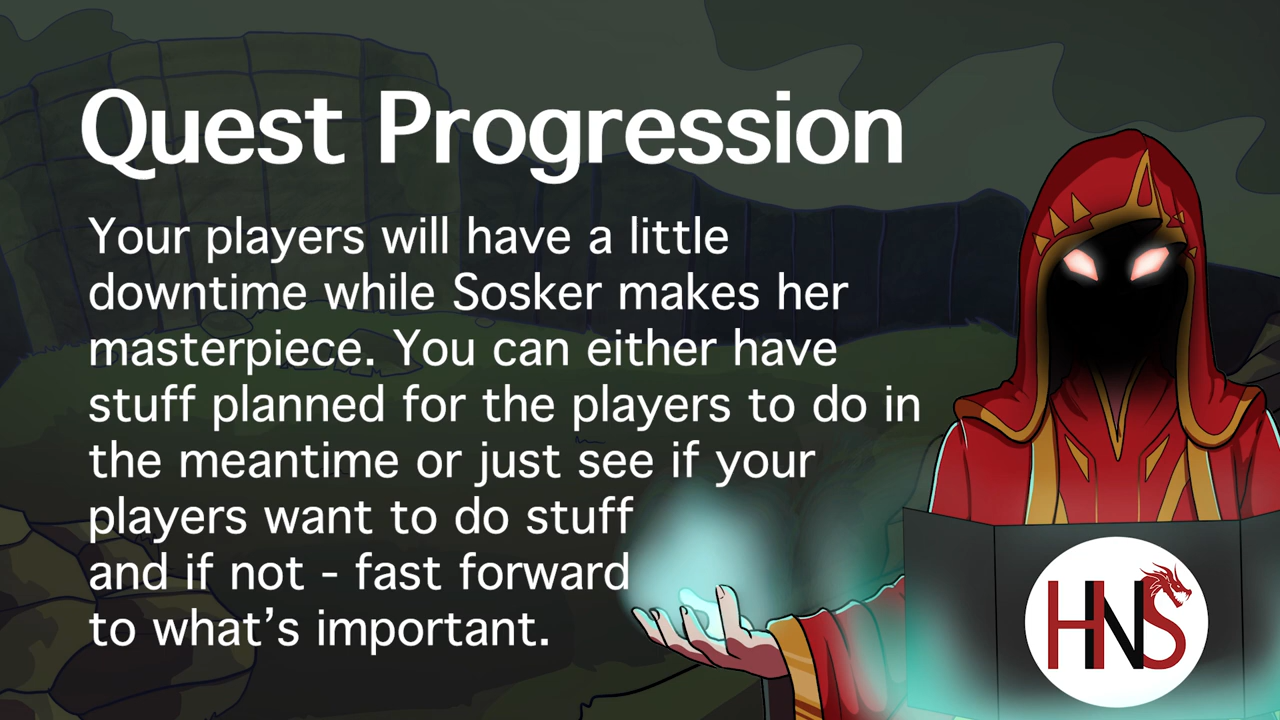 Quest Progression
Your players will have a little
downtime while Sosker makes her
masterpiece. You can either have
stuff planned for the players to do in
the meantime or just see if your
players want to do stuff
and if not - fast forward
to what’s important.
HNS